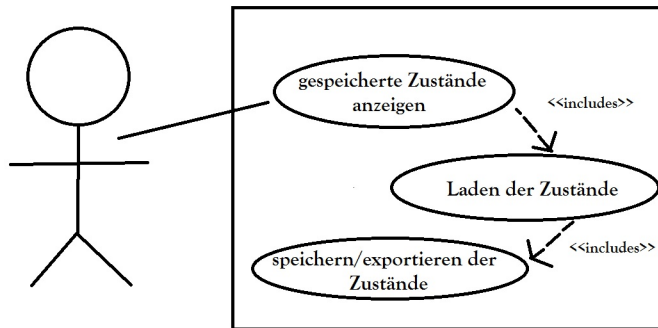 gespeicherte Zustände
anzeigen
<<includes>>
Laden der Zustände
<<includes>>
speichern/exportieren der
Zustände